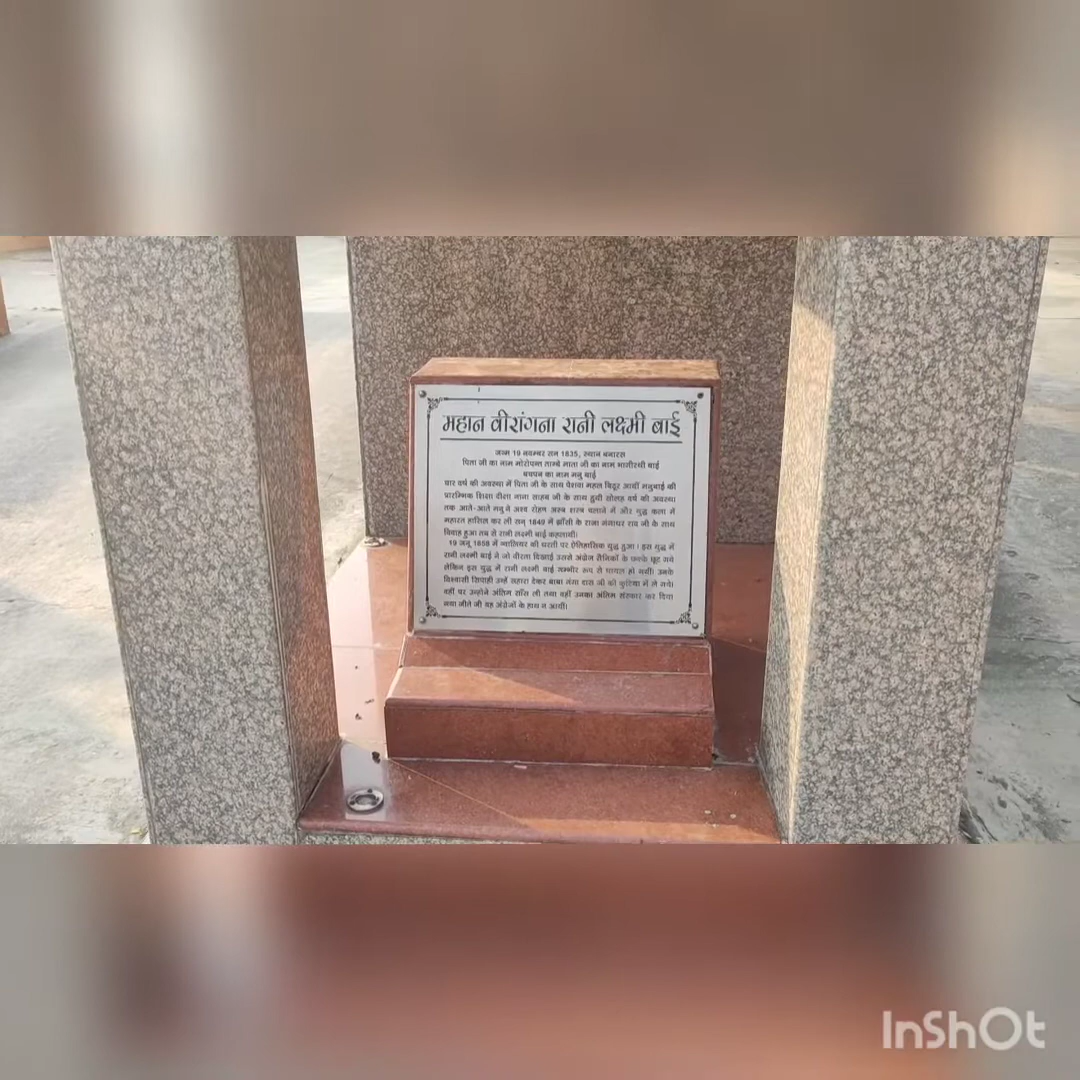 महान वीरांगना रानी लक्ष्मी बाई
जन्म 19 नवम्बर सन 1835, स्थान बनारस
पिता जी का नाम मोरोपन्त ताम्बे माता जी का नाम भागीरथी बाई
बचपन का नाम मनु बाई
चार वर्ष की अवस्था में पिता जी के साथ पेशवा महल बिठूर आयीं मनुबाई की
प्रारम्भिक शिक्षा दीक्षा नाना साहब जी के साथ हुयी सोलह वर्ष की अवस्था
तक आते-आते मनु ने अश्व रोहण अस्त्र शस्त्र चलाने में और युद्ध कला में
महारत हासिल कर ली सन् 1849 में झाँसी के राजा गंगाधर राव जी के साथ
विवाह हुआ तब से रानी लक्ष्मी बाई कहलायीं।
19 जून 1858 में ग्वालियर की धरती पर ऐतिहासिक युद्ध हुआ। इस युद्ध में
रानी लक्ष्मी बाई ने जो वीरता दिखाई उससे अंग्रेज सैनिकों के छक्के छूट गये
लेकिन इस युद्ध में रानी लक्ष्मी बाई गम्भीर रूप से घायल हो गयीं। उनके
विश्वासी सिपाही उन्हें सहारा देकर बाबा गंगा दास जी की कुटिया में ले गये।
वहीं पर उन्होने अंतिम साँस ली तथा वहीं उनका अंतिम संस्कार कर दिया
गया जीते जी वह अंग्रेजों के हाथ न आयीं।
InShOt